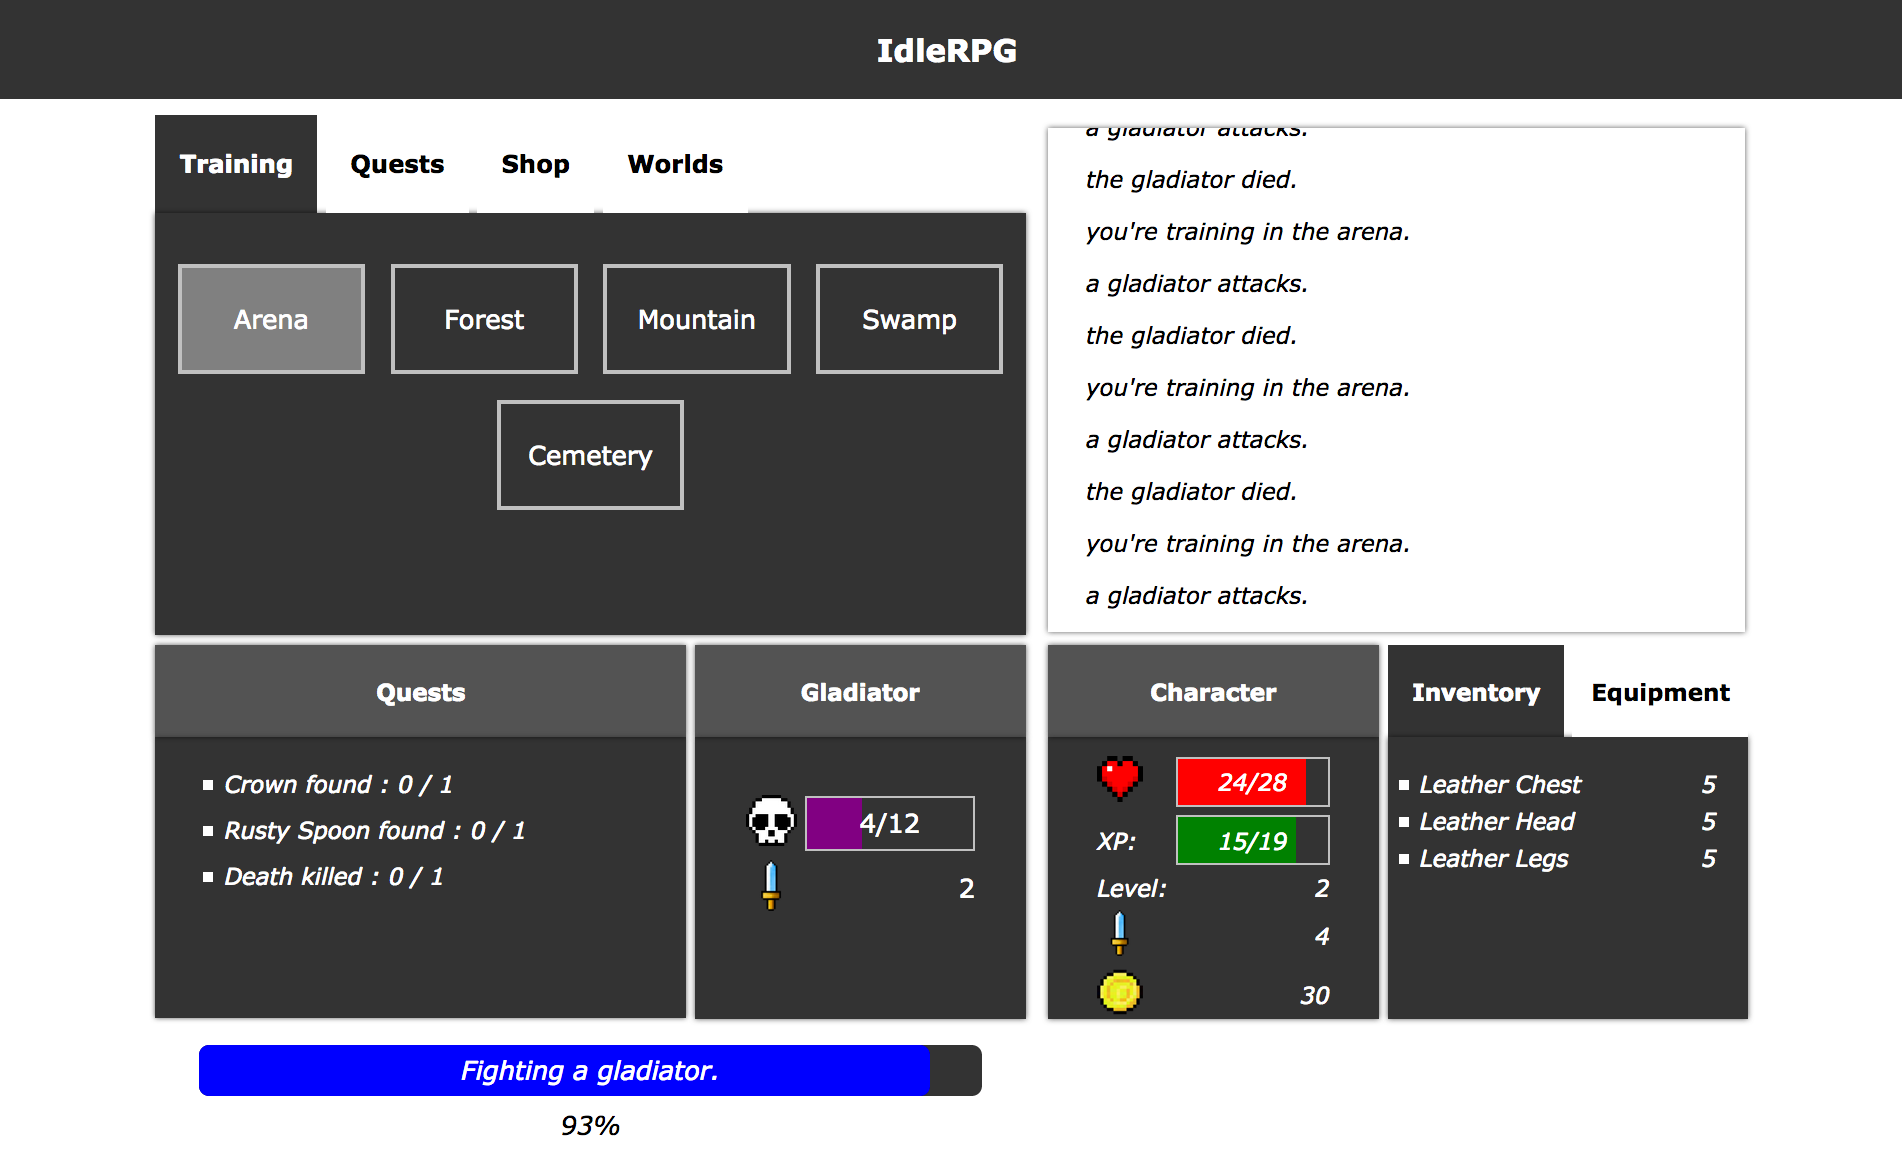 IdleRPG
Training Quests Shop Worlds
Arena Forest Mountain Swamp
Cemetery
a gladiator attacks.
the gladiator died.
you're training in the arena.
a gladiator attacks.
the gladiator died.
you're training in the arena.
a gladiator attacks.
the gladiator died.
you're training in the arena.
a gladiator attacks.
Quests
Crown found : 0 / 1
Rusty Spoon found : 0 / 1
Death killed : 0 / 1
Gladiator
4/12
2
Character
24/28
XP: 15/19
Level: 2
4
30
Inventory Equipment
Leather Chest 5
Leather Head 5
Leather Legs 5
Fighting a gladiator.
93%